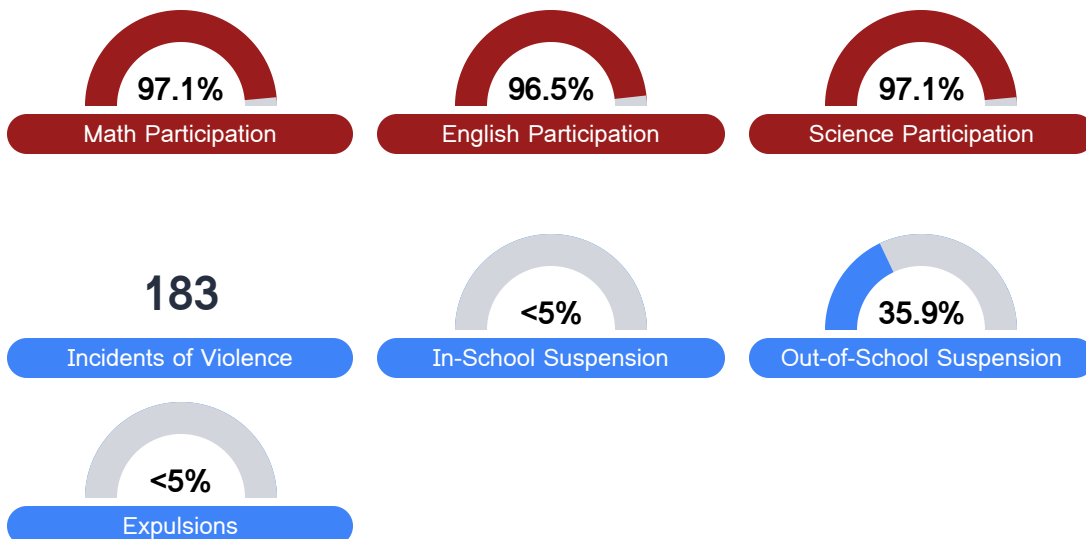 97.1%
Math Participation
96.5%
English Participation
97.1%
Science Participation
183
Incidents of Violence
<5%
In-School Suspension
35.9%
Out-of-School Suspension
<5%
Expulsions